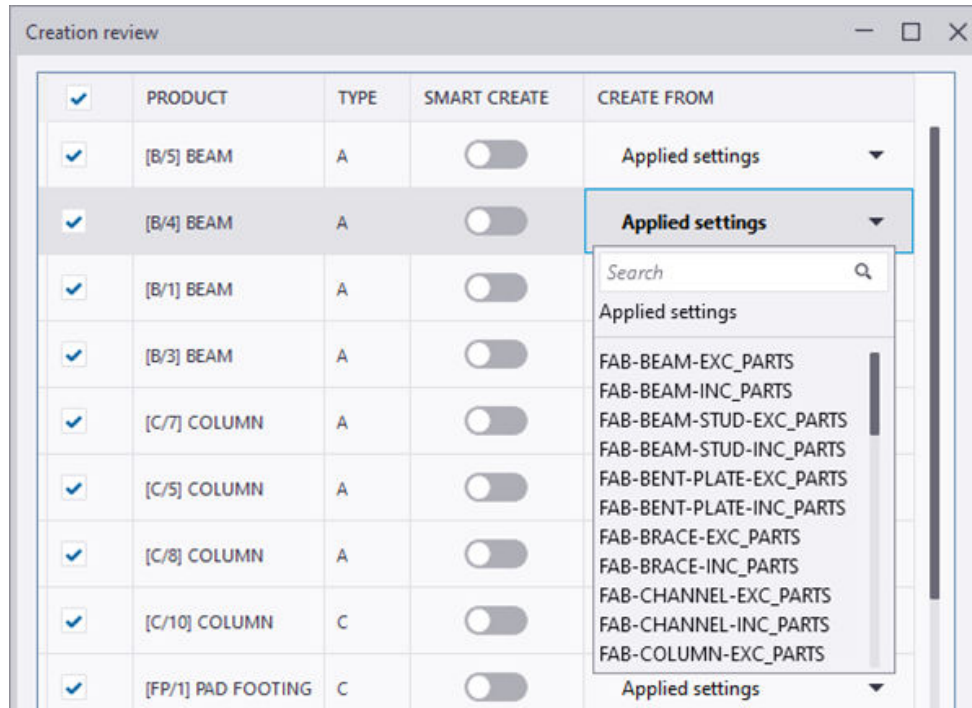 Creation review
PRODUCT TYPE SMART CREATE CREATE FROM
[B/5] BEAM A Applied settings
[B/4] BEAM A Applied settings
[B/1] BEAM A
[B/3] BEAM A
[C/7] COLUMN A
[C/5] COLUMN A
[C/8] COLUMN A
[C/10] COLUMN C
[FP/1] PAD FOOTING C Applied settings
Search
Applied settings
FAB-BEAM-EXC_PARTS
FAB-BEAM-INC_PARTS
FAB-BEAM-STUD-EXC_PARTS
FAB-BEAM-STUD-INC_PARTS
FAB-BENT-PLATE-EXC_PARTS
FAB-BENT-PLATE-INC_PARTS
FAB-BRACE-EXC_PARTS
FAB-BRACE-INC_PARTS
FAB-CHANNEL-EXC_PARTS
FAB-CHANNEL-INC_PARTS
FAB-COLUMN-EXC_PARTS